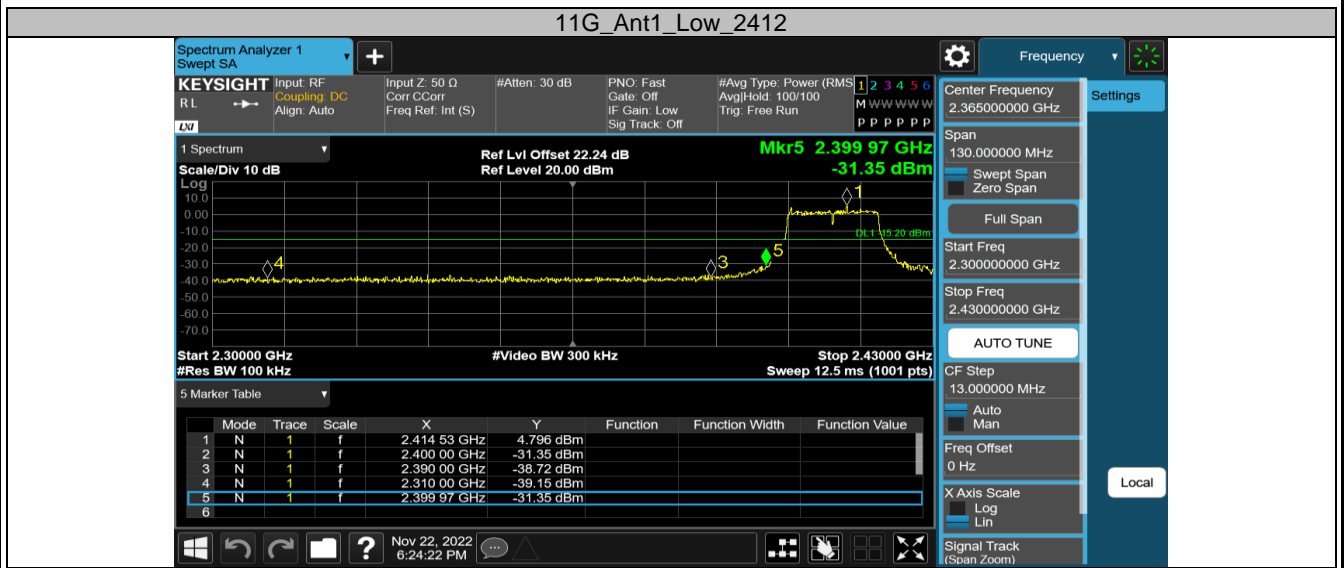 11G_Ant1_Low_2412
Spectrum Analyzer 1
Swept SA
+
Frequency
KEYSIGHT
R L
LXI
Input: RF
Coupling: DC
Align: Auto
Input Z: 50 Ω
Corr CCorr
Freq Ref: Int (S)
#Atten: 30 dB
PNO: Fast
Gate: Off
IF Gain: Low
Sig Track: Off
#Avg Type: Power (RMS
Avg|Hold: 100/100
Trig: Free Run
1 2 3 4 5 6
M W W W W W
P P P P P P
1 Spectrum
Scale/Div 10 dB
Ref Lvl Offset 22.24 dB
Ref Level 20.00 dBm
Mkr5 2.399 97 GHz
-31.35 dBm
Log
10.0
0.00
-10.0
-20.0
-30.0
-40.0
-50.0
-60.0
-70.0
1
DL1 -15.20 dBm
5
3
4
Start 2.30000 GHz
#Video BW 300 kHz
Stop 2.43000 GHz
#Res BW 100 kHz
Sweep 12.5 ms (1001 pts)
5 Marker Table
Mode Trace Scale X Y Function Function Width Function Value
1 N 1 f 2.414 53 GHz 4.796 dBm
2 N 1 f 2.400 00 GHz -31.35 dBm
3 N 1 f 2.390 00 GHz -38.72 dBm
4 N 1 f 2.310 00 GHz -39.15 dBm
5 N 1 f 2.399 97 GHz -31.35 dBm
6
?
Nov 22, 2022
6:24:22 PM
Center Frequency
2.365000000 GHz
Settings
Span
130.000000 MHz
Swept Span
Zero Span
Full Span
Start Freq
2.300000000 GHz
Stop Freq
2.430000000 GHz
AUTO TUNE
CF Step
13.000000 MHz
Auto
Man
Freq Offset
0 Hz
X Axis Scale
Log
Lin
Local
Signal Track
(Span Zoom)